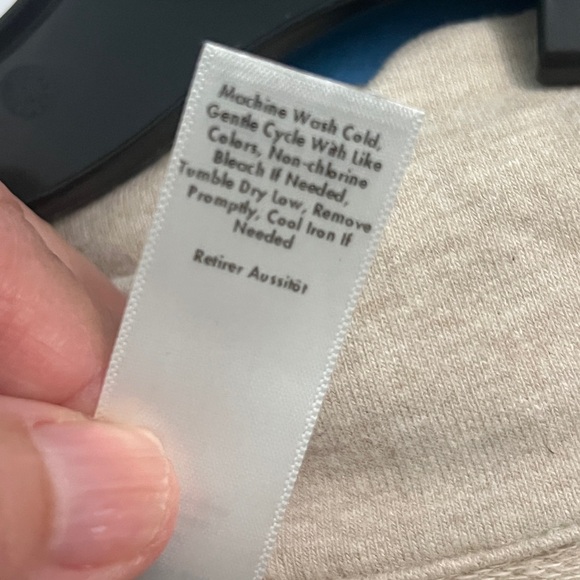 Machine Wash Cold,
Gentle Cycle With Like
Colors, Non-chlorine
Bleach If Needed,
Tumble Dry Low, Remove
Promptly, Cool Iron If
Needed
Retirer Aussitôt